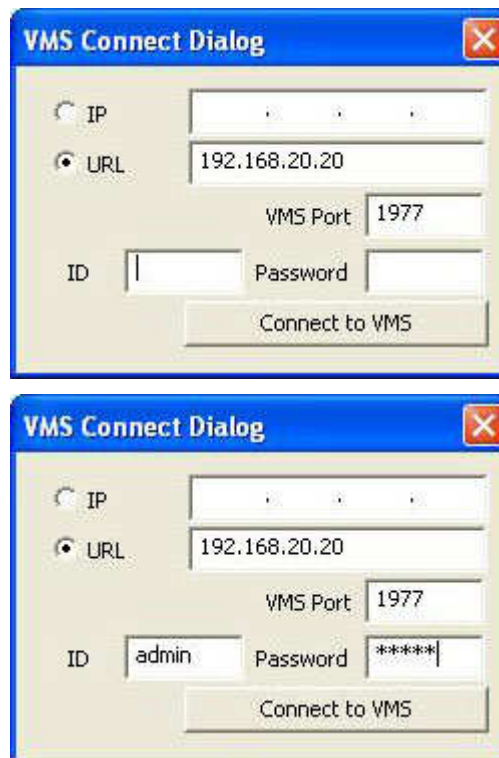 VMS Connect Dialog
IP . . .
URL 192.168.20.20
VMS Port 1977
ID Password
Connect to VMS
VMS Connect Dialog
IP . . .
URL 192.168.20.20
VMS Port 1977
ID admin Password *****
Connect to VMS